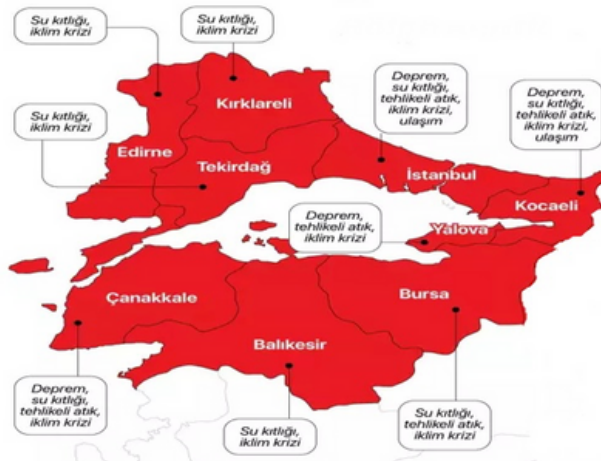 Su kıtlığı,
iklim krizi
Su kıtlığı,
iklim krizi
Kırklareli
Deprem,
su kıtlığı,
tehlikeli atık,
iklim krizi,
ulaşım
Deprem,
su kıtlığı,
tehlikeli atık,
iklim krizi,
ulaşım
Su kıtlığı,
iklim krizi
Edirne
Tekirdağ
İstanbul
Kocaeli
Deprem,
tehlikeli atık,
iklim krizi
Yalova
Çanakkale
Bursa
Balıkesir
Deprem,
su kıtlığı,
tehlikeli atık,
iklim krizi
Su kıtlığı,
iklim krizi
Su kıtlığı,
tehlikeli atık,
iklim krizi